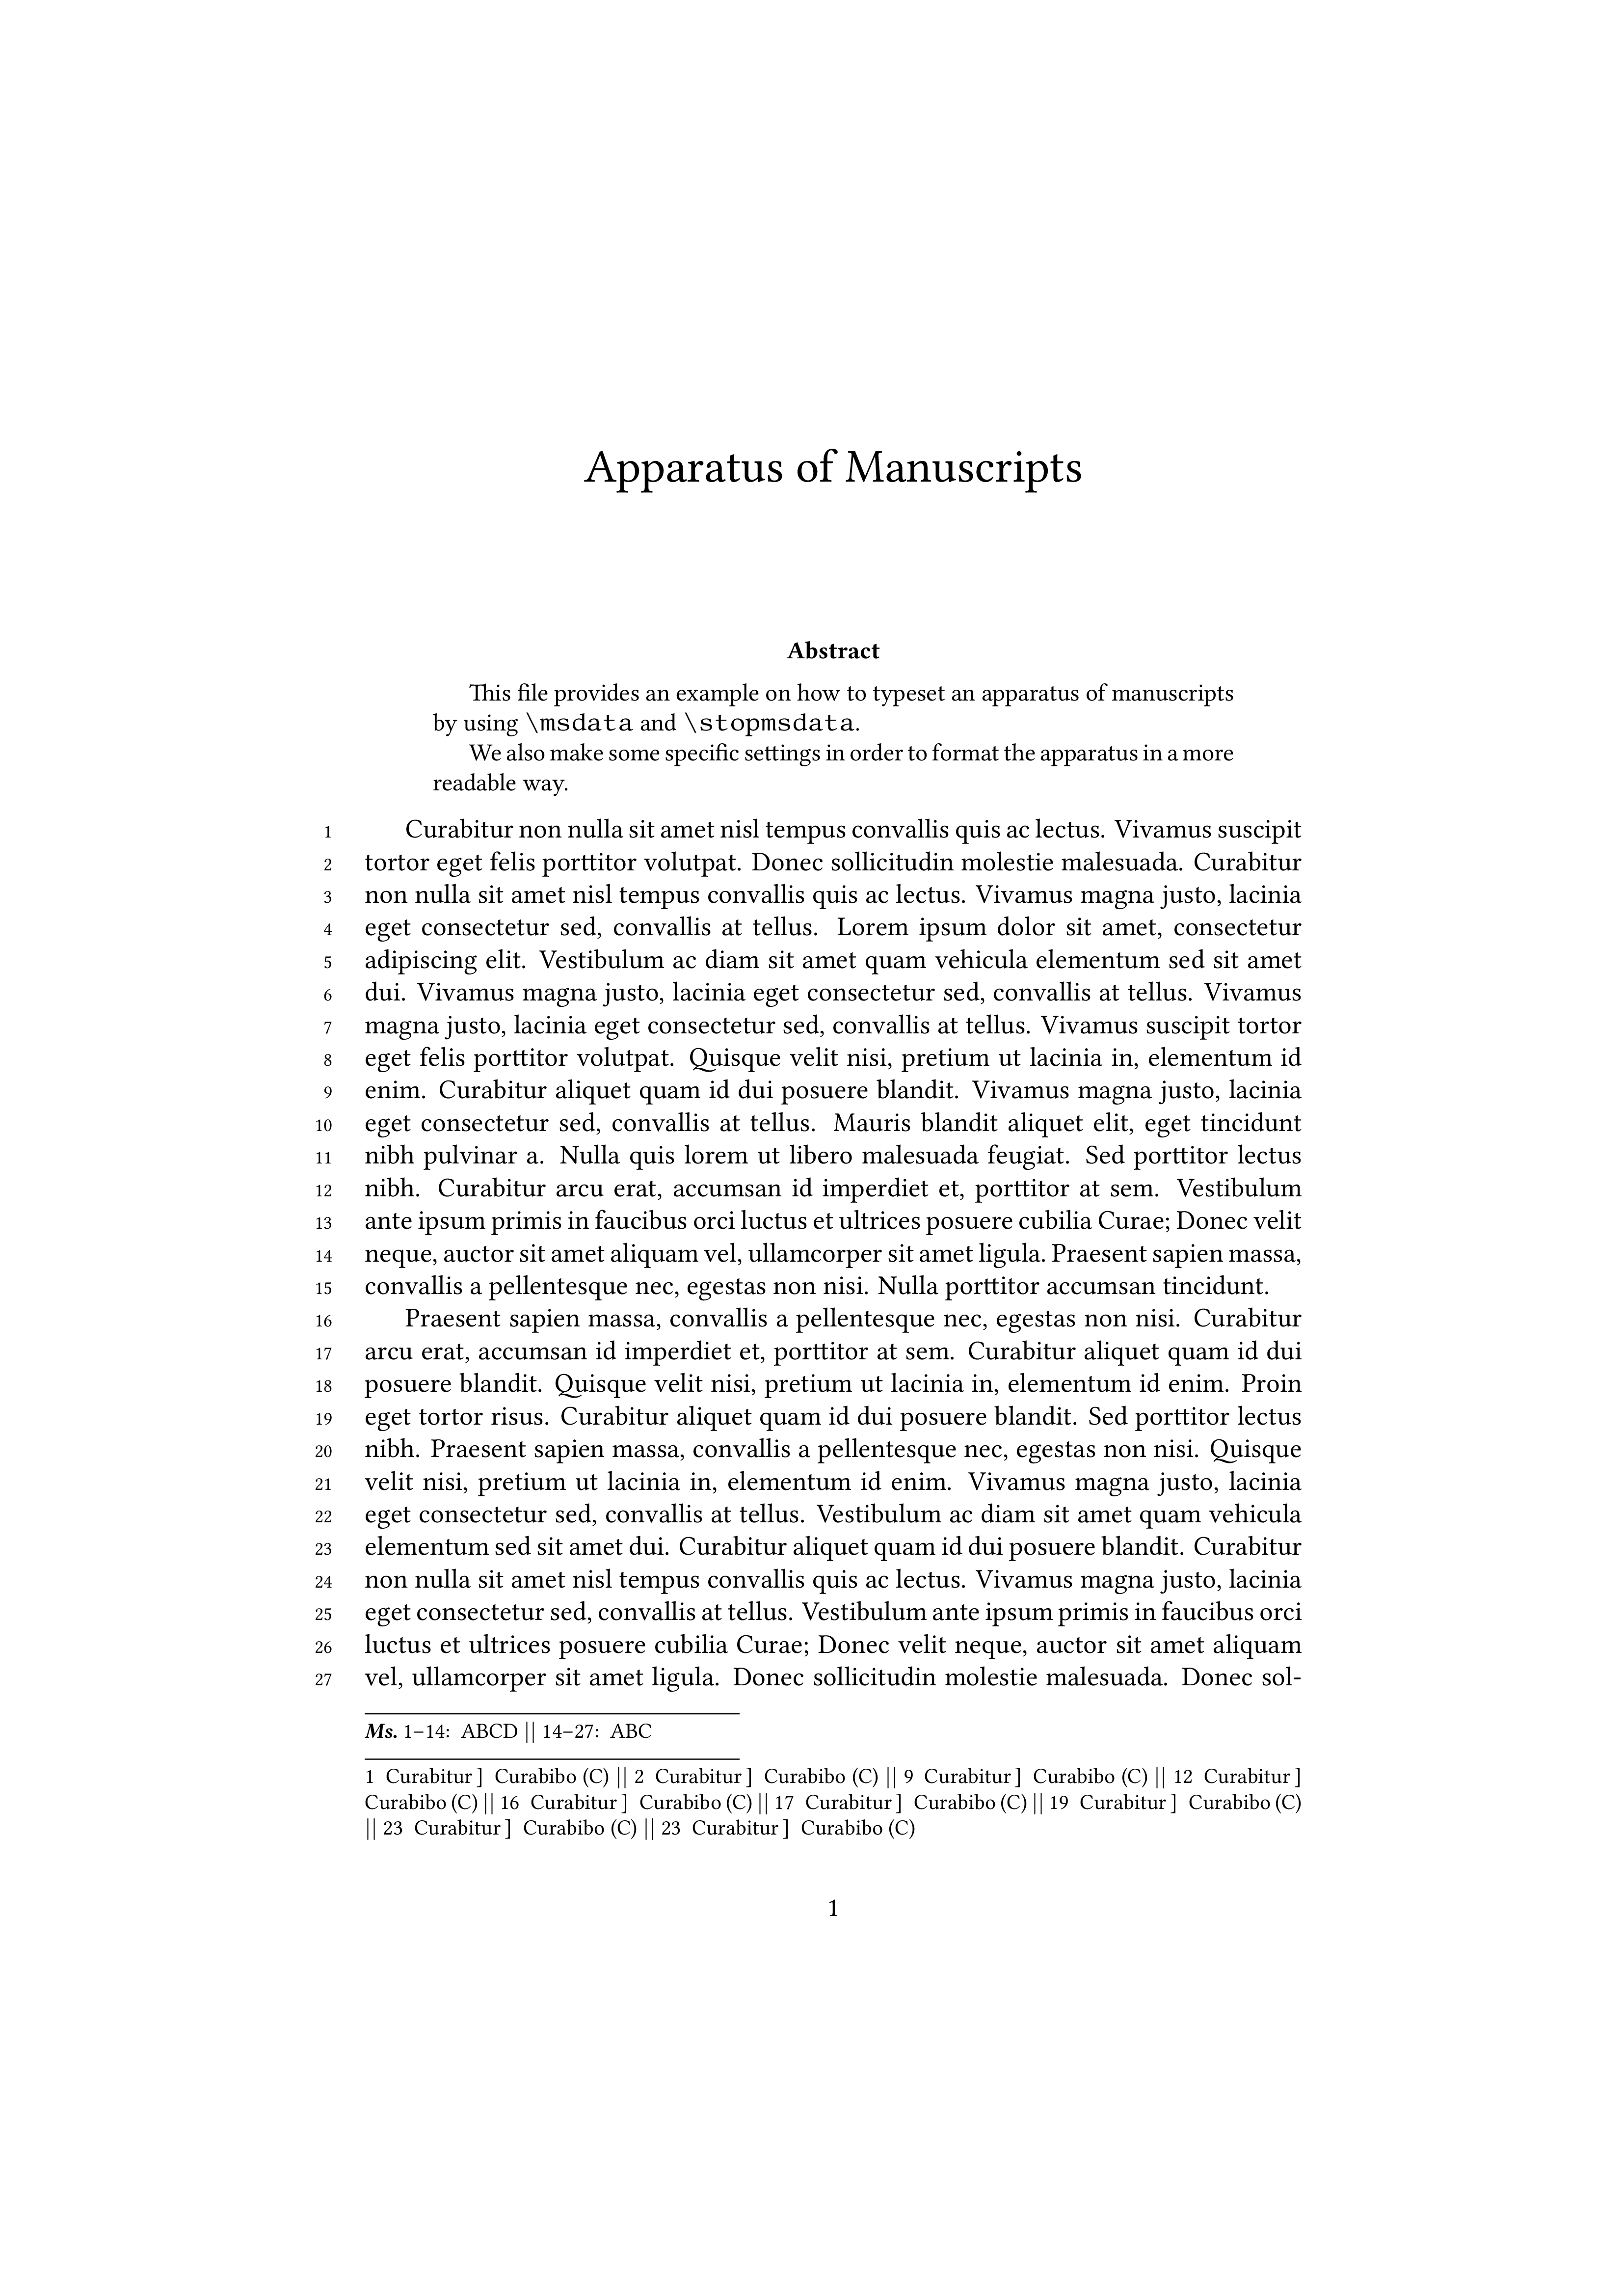 Apparatus of Manuscripts
Abstract
This file provides an example on how to typeset an apparatus of manuscripts
by using \msdata and \stopmsdata.
We also make some specific settings in order to format the apparatus in a more
readable way.
1 Curabitur non nulla sit amet nisl tempus convallis quis ac lectus. Vivamus suscipit
2 tortor eget felis porttitor volutpat. Donec sollicitudin molestie malesuada. Curabitur
3 non nulla sit amet nisl tempus convallis quis ac lectus. Vivamus magna justo, lacinia
4 eget consectetur sed, convallis at tellus. Lorem ipsum dolor sit amet, consectetur
5 adipiscing elit. Vestibulum ac diam sit amet quam vehicula elementum sed sit amet
6 dui. Vivamus magna justo, lacinia eget consectetur sed, convallis at tellus. Vivamus
7 magna justo, lacinia eget consectetur sed, convallis at tellus. Vivamus suscipit tortor
8 eget felis porttitor volutpat. Quisque velit nisi, pretium ut lacinia in, elementum id
9 enim. Curabitur aliquet quam id dui posuere blandit. Vivamus magna justo, lacinia
10 eget consectetur sed, convallis at tellus. Mauris blandit aliquet elit, eget tincidunt
11 nibh pulvinar a. Nulla quis lorem ut libero malesuada feugiat. Sed porttitor lectus
12 nibh. Curabitur arcu erat, accumsan id imperdiet et, porttitor at sem. Vestibulum
13 ante ipsum primis in faucibus orci luctus et ultrices posuere cubilia Curae; Donec velit
14 neque, auctor sit amet aliquam vel, ullamcorper sit amet ligula. Praesent sapien massa,
15 convallis a pellentesque nec, egestas non nisi. Nulla porttitor accumsan tincidunt.
16 Praesent sapien massa, convallis a pellentesque nec, egestas non nisi. Curabitur
17 arcu erat, accumsan id imperdiet et, porttitor at sem. Curabitur aliquet quam id dui
18 posuere blandit. Quisque velit nisi, pretium ut lacinia in, elementum id enim. Proin
19 eget tortor risus. Curabitur aliquet quam id dui posuere blandit. Sed porttitor lectus
20 nibh. Praesent sapien massa, convallis a pellentesque nec, egestas non nisi. Quisque
21 velit nisi, pretium ut lacinia in, elementum id enim. Vivamus magna justo, lacinia
22 eget consectetur sed, convallis at tellus. Vestibulum ac diam sit amet quam vehicula
23 elementum sed sit amet dui. Curabitur aliquet quam id dui posuere blandit. Curabitur
24 non nulla sit amet nisl tempus convallis quis ac lectus. Vivamus magna justo, lacinia
25 eget consectetur sed, convallis at tellus. Vestibulum ante ipsum primis in faucibus orci
26 luctus et ultrices posuere cubilia Curae; Donec velit neque, auctor sit amet aliquam
27 vel, ullamcorper sit amet ligula. Donec sollicitudin molestie malesuada. Donec sol-
Ms. 1–14: ABCD || 14–27: ABC
1 Curabitur] Curabibo (C) || 2 Curabitur] Curabibo (C) || 9 Curabitur] Curabibo (C) || 12 Curabitur]
Curabibo (C) || 16 Curabitur] Curabibo (C) || 17 Curabitur] Curabibo (C) || 19 Curabitur] Curabibo (C)
|| 23 Curabitur] Curabibo (C) || 23 Curabitur] Curabibo (C)
1